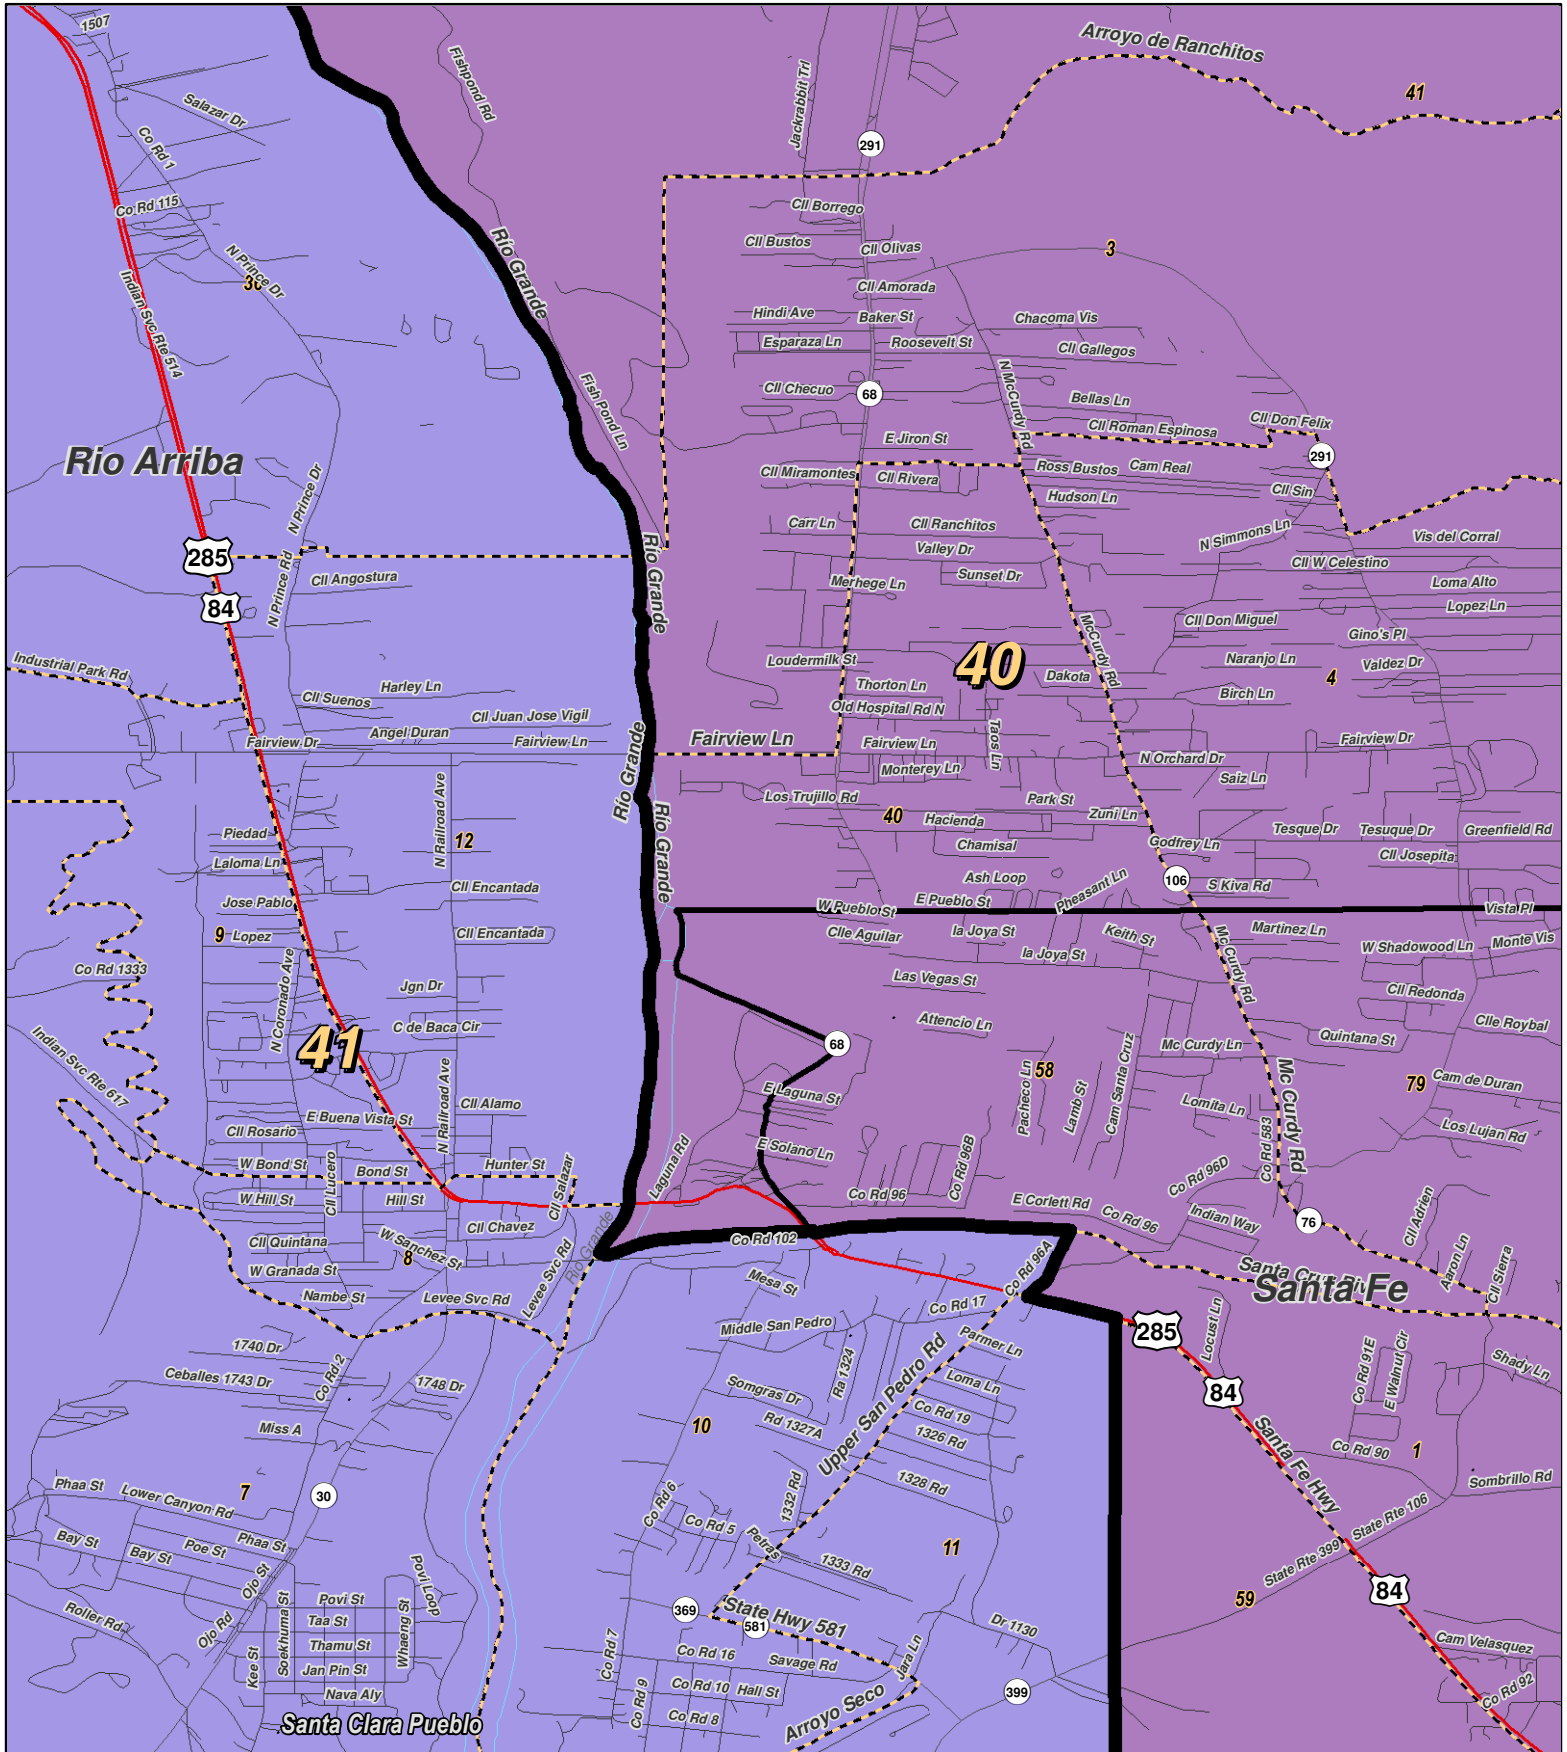 1507
Arroyo de Ranchitos
Fishpond Rd
Jackrabbit Trl
41
Salazar Dr
Co Rd 1
291
Co Rd 115
Cll Borrego
Cll Bustos
Cll Olivas
3
Río Grande
N Prince Dr
36
Cll Amorada
Indian Svc Rte 514
Hindi Ave
Baker St
Chacoma Vis
Esparaza Ln
Roosevelt St
Cll Gallegos
Cll Checuo
68
N McCurdy Rd
Bellas Ln
Fish Pond Ln
Cll Don Felix
Cll Roman Espinosa
E Jiron St
Rio Arriba
291
Cll Miramontes
Cll Rivera
Ross Bustos
Cam Real
Hudson Ln
Cll Sin
N Prince Dr
Carr Ln
Cll Ranchitos
N Simmons Ln
Vis del Corral
Valley Dr
285
Río Grande
Cll W Celestino
Cll Angostura
Merhege Ln
Sunset Dr
Loma Alto
N Prince Rd
84
Lopez Ln
Cll Don Miguel
Gino's Pl
McCurdy Rd
40
Industrial Park Rd
Loudermilk St
Naranjo Ln
Valdez Dr
4
Dakota
Harley Ln
Thorton Ln
Birch Ln
Cll Suenos
Old Hospital Rd N
Cll Juan Jose Vigil
Angel Duran
Taos Ln
Fairview Dr
Fairview Ln
Fairview Ln
Fairview Ln
Fairview Dr
Río Grande
N Orchard Dr
Monterey Ln
Saiz Ln
N Railroad Ave
Los Trujillo Rd
Park St
Río Grande
40
Hacienda
Zuni Ln
Piedad
12
Tesque Dr
Tesuque Dr
Greenfield Rd
Chamisal
Godfrey Ln
Laloma Ln
Cll Josepita
Ash Loop
106
Cll Encantada
Pheasant Ln
S Kiva Rd
Jose Pablo
E Pueblo St
W Pueblo St
Vista Pl
9
Lopez
Cll Encantada
Clle Aguilar
la Joya St
Keith St
Martinez Ln
W Shadowood Ln
Monte Vis
la Joya St
Co Rd 1333
N Coronado Ave
Mc Curdy Rd
Las Vegas St
Jgn Dr
Cll Redonda
C de Baca Cir
Attencio Ln
Clle Roybal
41
Quintana St
68
Mc Curdy Ln
Indian Svc Rte 617
58
Pacheco Ln
Cam Santa Cruz
79
Cam de Duran
E Laguna St
Lamb St
Mc Curdy Rd
N Railroad Ave
Cll Alamo
Lomita Ln
E Buena Vista St
Los Lujan Rd
Cll Rosario
Co Rd 583
E Solano Ln
W Bond St
Bond St
Hunter St
Laguna Rd
Co Rd 96B
Co Rd 96D
Cll Lucero
Cll Salazar
W Hill St
Hill St
Co Rd 96
E Corlett Rd
Co Rd 96
Indian Way
76
Cll Adrien
Cll Chavez
Cll Quintana
W Sanchez St
Co Rd 102
Río Grande
8
W Granada St
Levee Svc Rd
Mesa St
Co Rd 96A
Santa Fe
Aaron Ln
Cll Sierra
Nambe St
Levee Svc Rd
Co Rd 17
Middle San Pedro
285
Locust Ln
Parmer Ln
1740 Dr
Upper San Pedro Rd
Co Rd 91E
E Walnut Cir
Shady Ln
Ceballes 1743 Dr
Co Rd 2
1748 Dr
Somgras Dr
Ra 1324
Loma Ln
84
Miss A
10
Rd 1327A
Co Rd 19
1326 Rd
Santa Fe Hwy
Co Rd 90
1
Phaa St
Lower Canyon Rd
7
30
1332 Rd
1328 Rd
Sombrillo Rd
Co Rd 6
Bay St
Bay St
Poe St
Phaa St
Co Rd 5
Petras
State Rte 106
11
State Rte 399
1333 Rd
Povi Loop
Ojo St
59
84
Roller Rd
Ojo Rd
Soekhuma St
Povi St
Taa St
Thamu St
Whaeng St
369
State Hwy 581
581
Dr 1130
Kee St
Jan Pin St
Co Rd 7
Co Rd 16
Savage Rd
Jara Ln
Cam Velasquez
Nava Aly
Co Rd 9
Co Rd 10
Hall St
399
Co Rd 92
Santa Clara Pueblo
Co Rd 8
Arroyo Seco